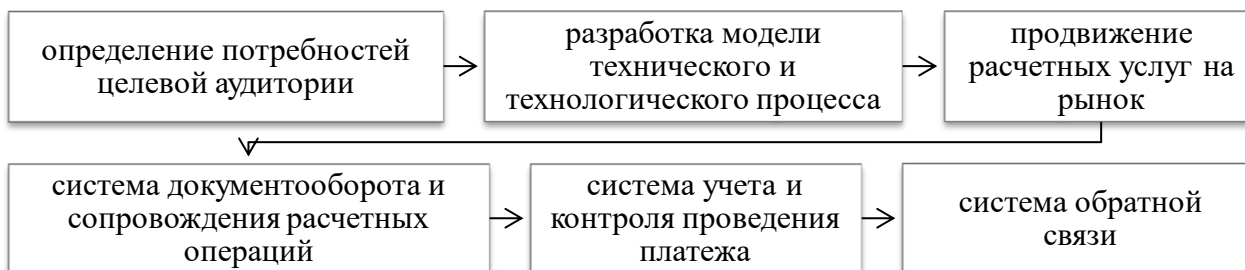 определение потребностей
целевой аудитории
разработка модели
технического и
технологического процесса
продвижение
расчетных услуг на
рынок
система документооборота и
сопровождения расчетных
операций
система учета и
контроля проведения
платежа
система обратной
связи